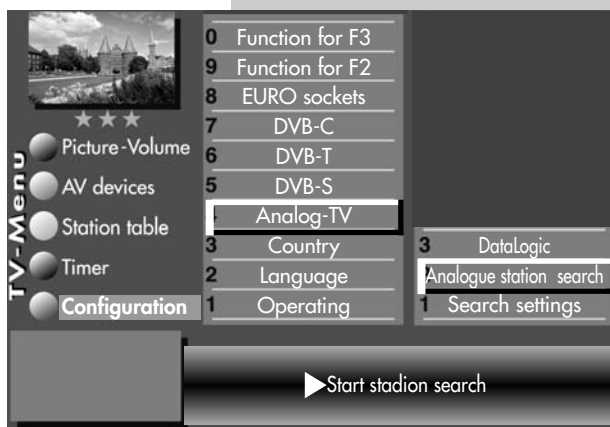 TV-Menu
Picture-Volume
AV devices
Station table
Timer
Configuration
0 Function for F3
9 Function for F2
8 EURO sockets
7 DVB-C
6 DVB-T
5 DVB-S
Analog-TV
3 Country
2 Language
1 Operating
3 DataLogic
Analogue station search
1 Search settings
Start stadion search